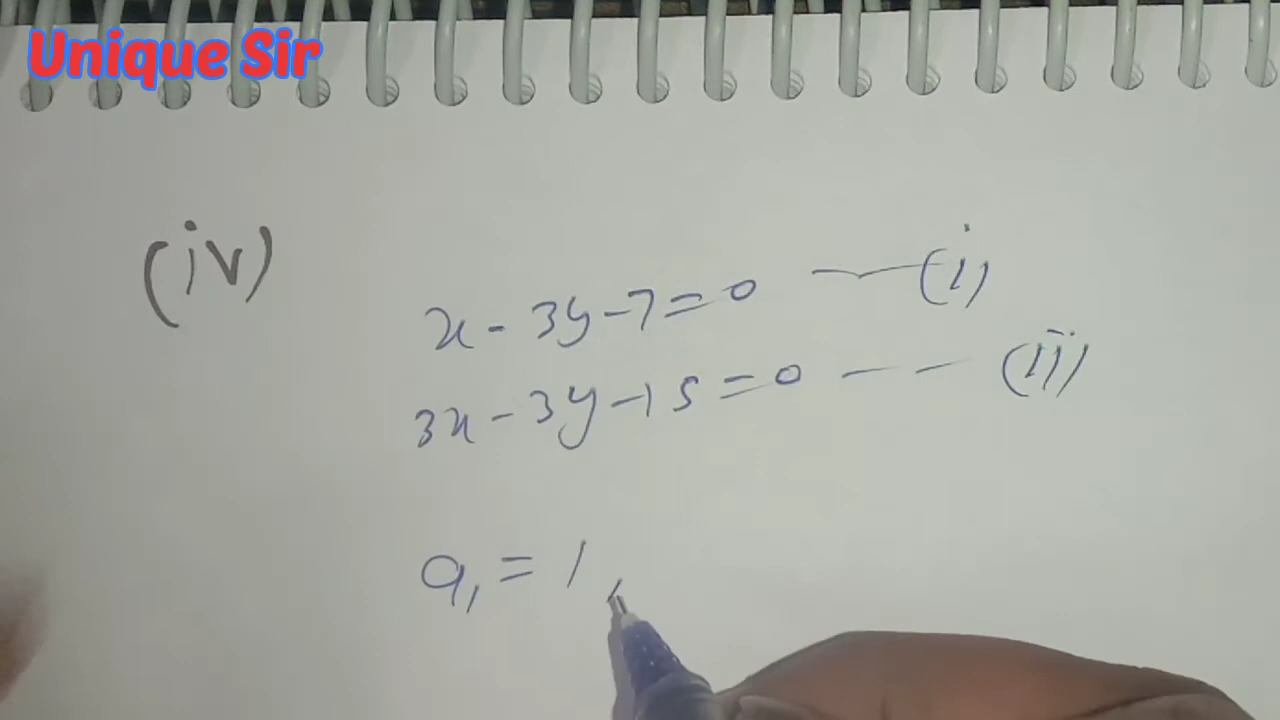 Unique Sir
(iv)
x - 3y - 7 = 0 — (i)
3x - 3y - 15 = 0 - - (ii)
a₁ = 1,